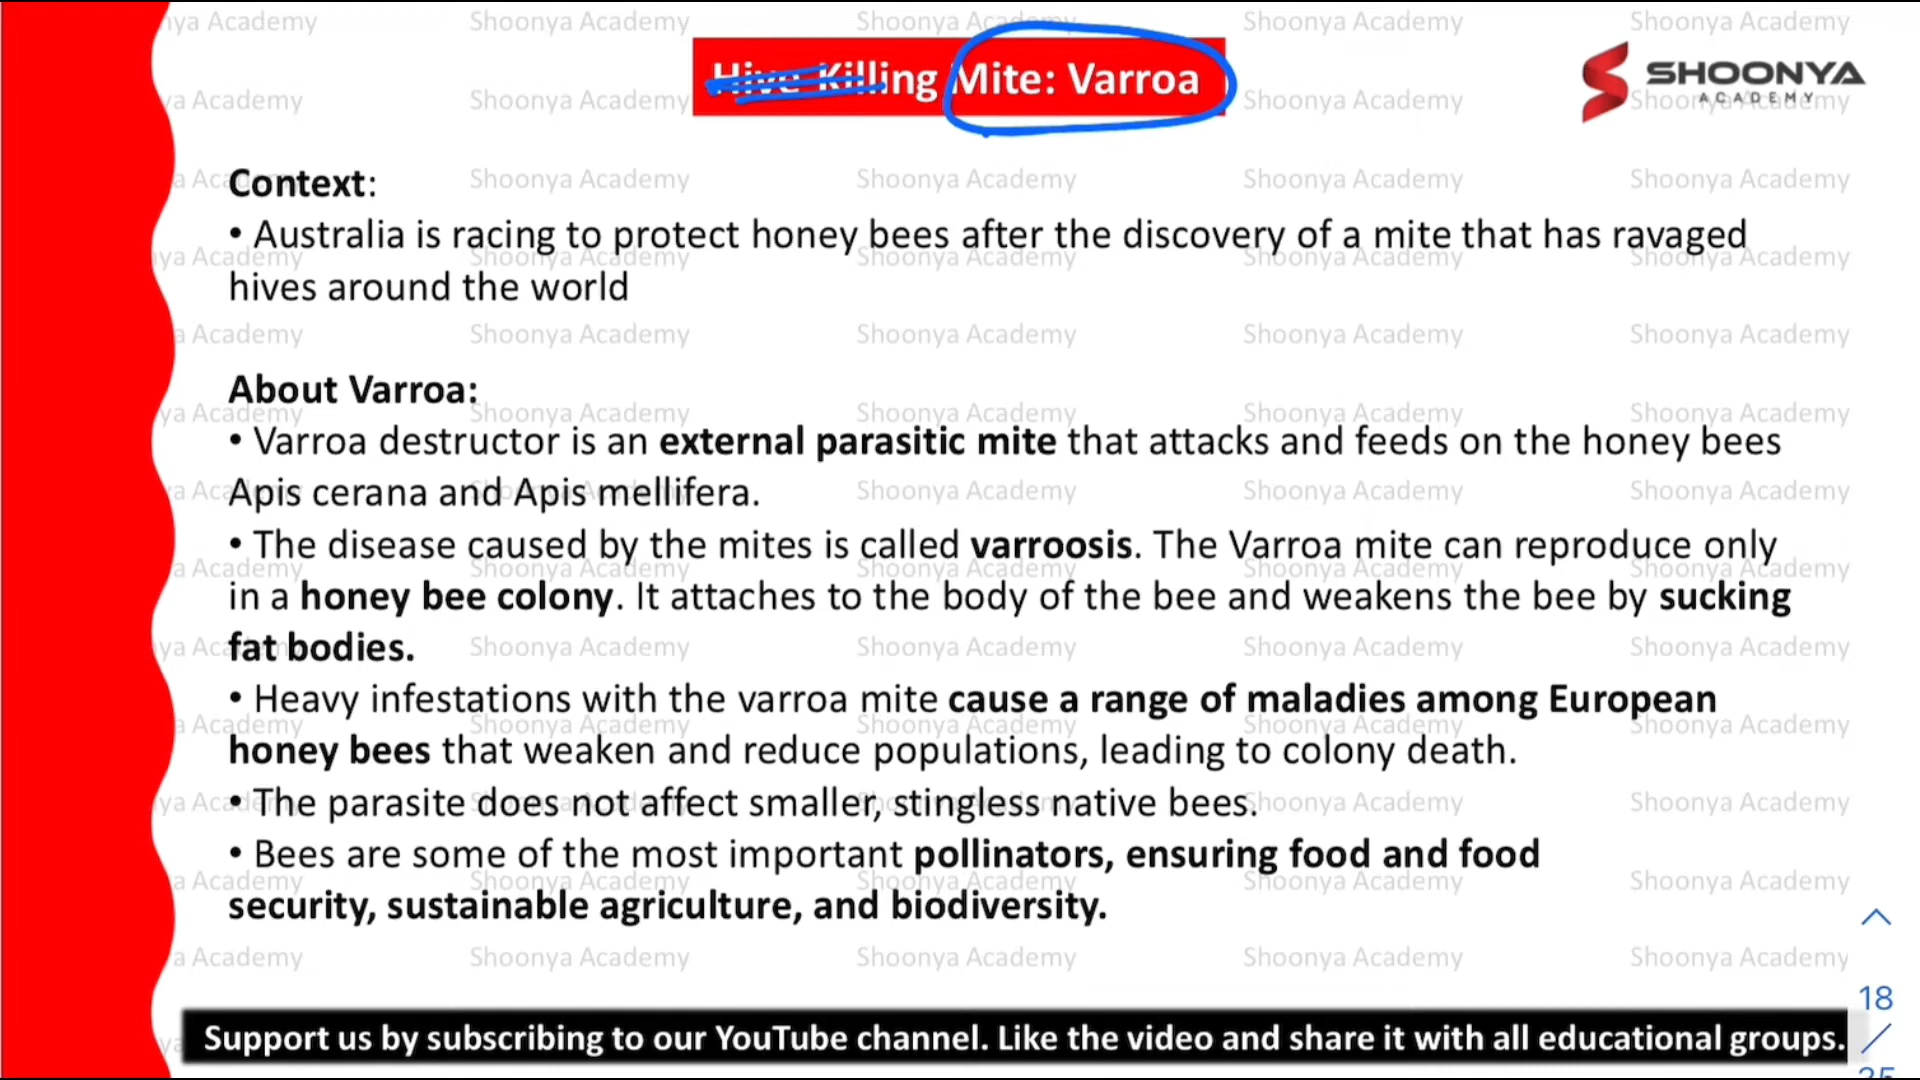 Hive Killing Mite: Varroa
SHOONYA
ACADEMY
Context:
• Australia is racing to protect honey bees after the discovery of a mite that has ravaged
hives around the world
About Varroa:
• Varroa destructor is an external parasitic mite that attacks and feeds on the honey bees
Apis cerana and Apis mellifera.
• The disease caused by the mites is called varroosis. The Varroa mite can reproduce only
in a honey bee colony. It attaches to the body of the bee and weakens the bee by sucking
fat bodies.
• Heavy infestations with the varroa mite cause a range of maladies among European
honey bees that weaken and reduce populations, leading to colony death.
• The parasite does not affect smaller, stingless native bees.
• Bees are some of the most important pollinators, ensuring food and food
security, sustainable agriculture, and biodiversity.
Support us by subscribing to our YouTube channel. Like the video and share it with all educational groups.
18
/
Shoonya Academy